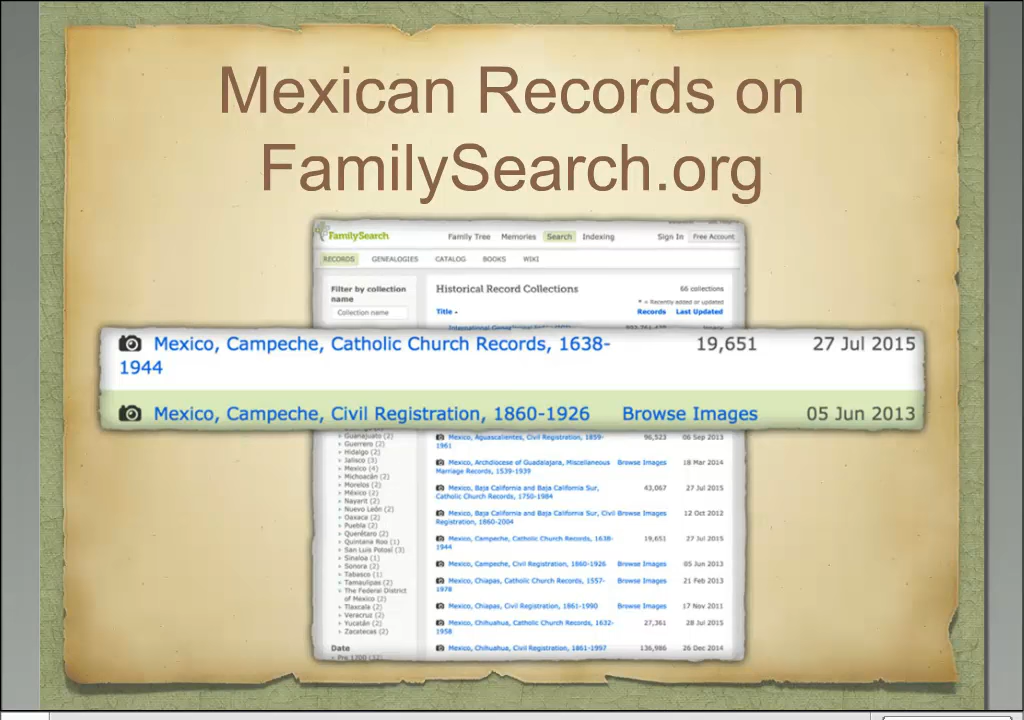 Mexican Records on
FamilySearch.org
FamilySearch
Family Tree Memories Search Indexing Sign In Free Account
RECORDS GENEALOGIES CATALOG BOOKS WIKI
Filter by collection
name
Collection name
Historical Record Collections 66 collections
* = Recently added or updated
Title Records Last Updated
Mexico, Campeche, Catholic Church Records, 1638- 19,651 27 Jul 2015
1944
Mexico, Campeche, Civil Registration, 1860-1926 Browse Images 05 Jun 2013
Guanajuato (2)
Guerrero (2)
Hidalgo (2)
Jalisco (3)
Mexico (4)
Michoacán (2)
Morelos (2)
México (2)
Nayarit (2)
Nuevo León (2)
Oaxaca (2)
Puebla (2)
Querétaro (2)
Quintana Roo (1)
San Luis Potosí (3)
Sinaloa (1)
Sonora (2)
Tabasco (1)
Tamaulipas (2)
The Federal District
of Mexico (2)
Tlaxcala (2)
Veracruz (2)
Yucatán (2)
Zacatecas (2)
Date
Pre 1700 (32)
Mexico, Aguascalientes, Civil Registration, 1859- 96,523 06 Sep 2013
1961
Mexico, Archdiocese of Guadalajara, Miscellaneous Browse Images 18 Mar 2014
Marriage Records, 1539-1939
Mexico, Baja California and Baja California Sur, 43,067 27 Jul 2015
Catholic Church Records, 1750-1984
Mexico, Baja California and Baja California Sur, Civil Browse Images 12 Oct 2012
Registration, 1860-2004
Mexico, Campeche, Catholic Church Records, 1638- 19,651 27 Jul 2015
1944
Mexico, Campeche, Civil Registration, 1860-1926 Browse Images 05 Jun 2013
Mexico, Chiapas, Catholic Church Records, 1557- Browse Images 21 Feb 2013
1978
Mexico, Chiapas, Civil Registration, 1861-1990 Browse Images 17 Nov 2011
Mexico, Chihuahua, Catholic Church Records, 1632- 27,361 28 Jul 2015
1958
Mexico, Chihuahua, Civil Registration, 1861-1997 136,986 26 Dec 2014